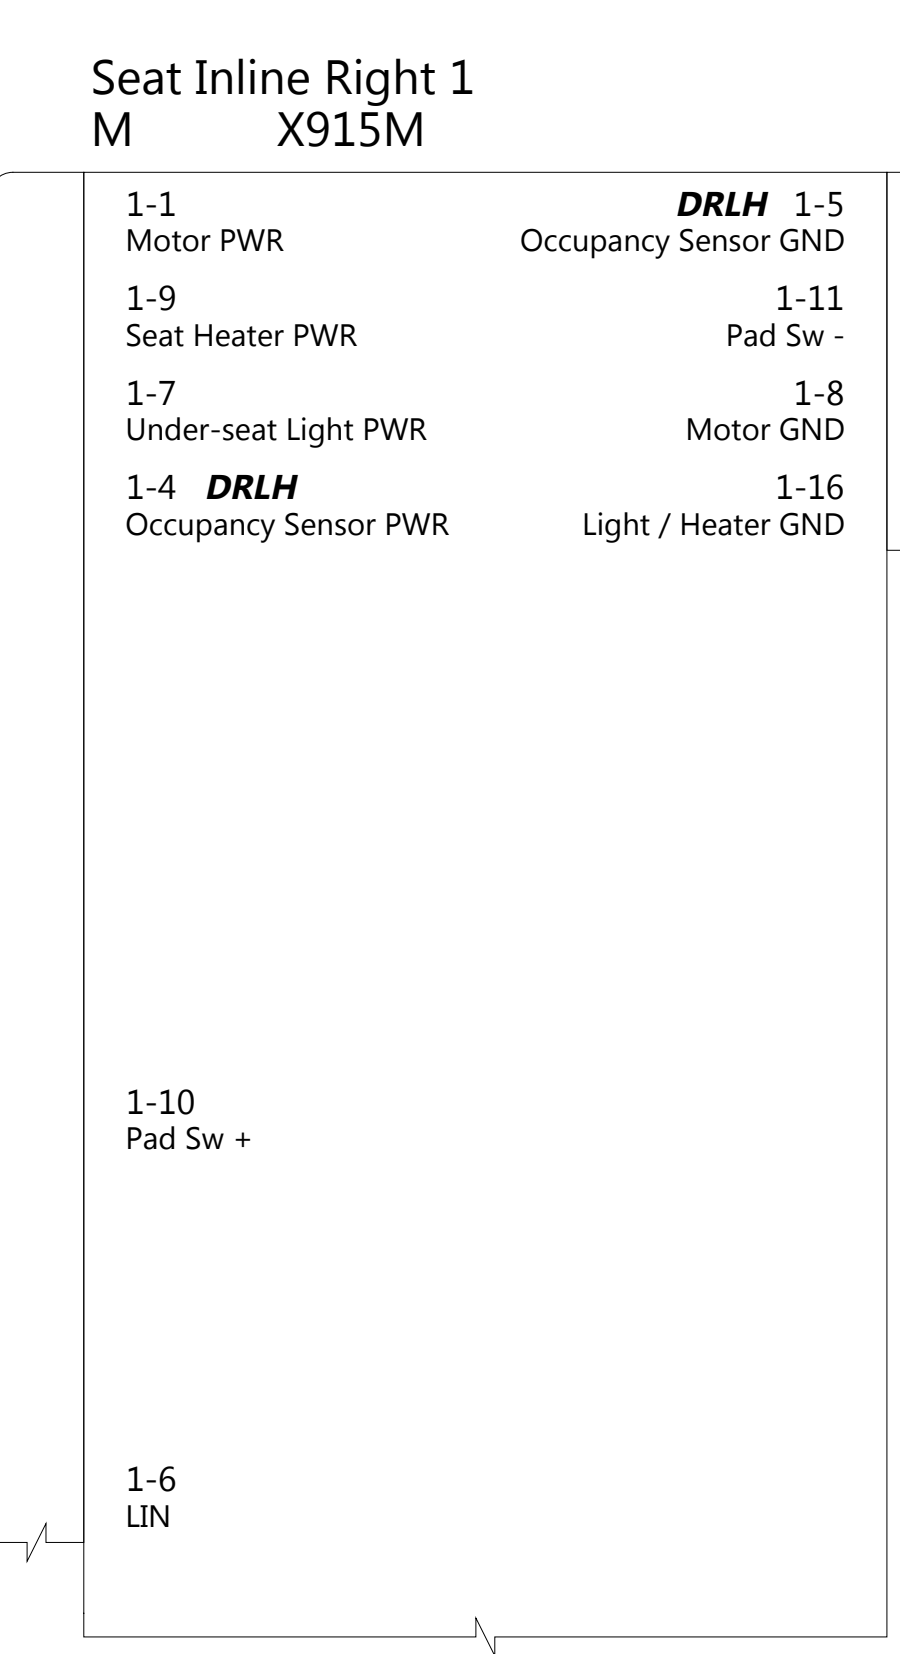 Seat Inline Right 1
M X915M
1-1
Motor PWR
DRLH 1-5
Occupancy Sensor GND
1-9
Seat Heater PWR
1-11
Pad Sw -
1-7
Under-seat Light PWR
1-8
Motor GND
1-4 DRLH
Occupancy Sensor PWR
1-16
Light / Heater GND
1-10
Pad Sw +
1-6
LIN